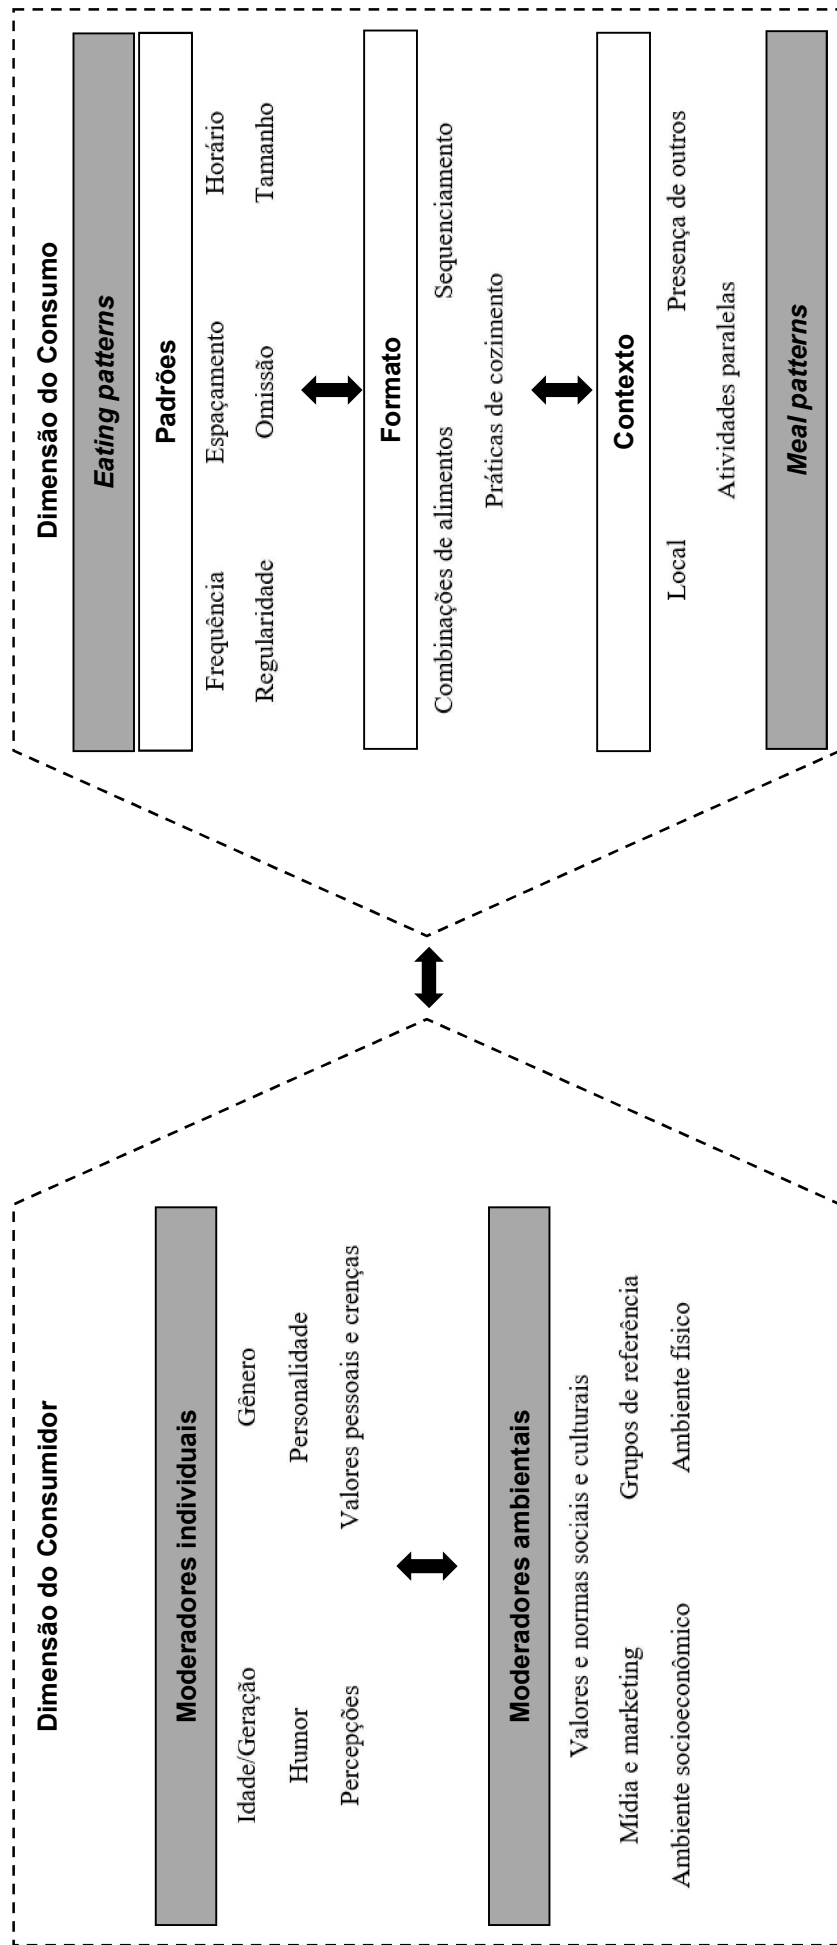 Dimensão do Consumidor
Moderadores individuais
Idade/Geração Gênero
Humor Personalidade
Percepções Valores pessoais e crenças
Moderadores ambientais
Valores e normas sociais e culturais
Mídia e marketing Grupos de referência
Ambiente socioeconômico Ambiente físico
Dimensão do Consumo
Eating patterns
Padrões
Frequência Espaçamento Horário
Regularidade Omissão Tamanho
Formato
Combinações de alimentos Sequenciamento
Práticas de cozimento
Contexto
Local Presença de outros
Atividades paralelas
Meal patterns